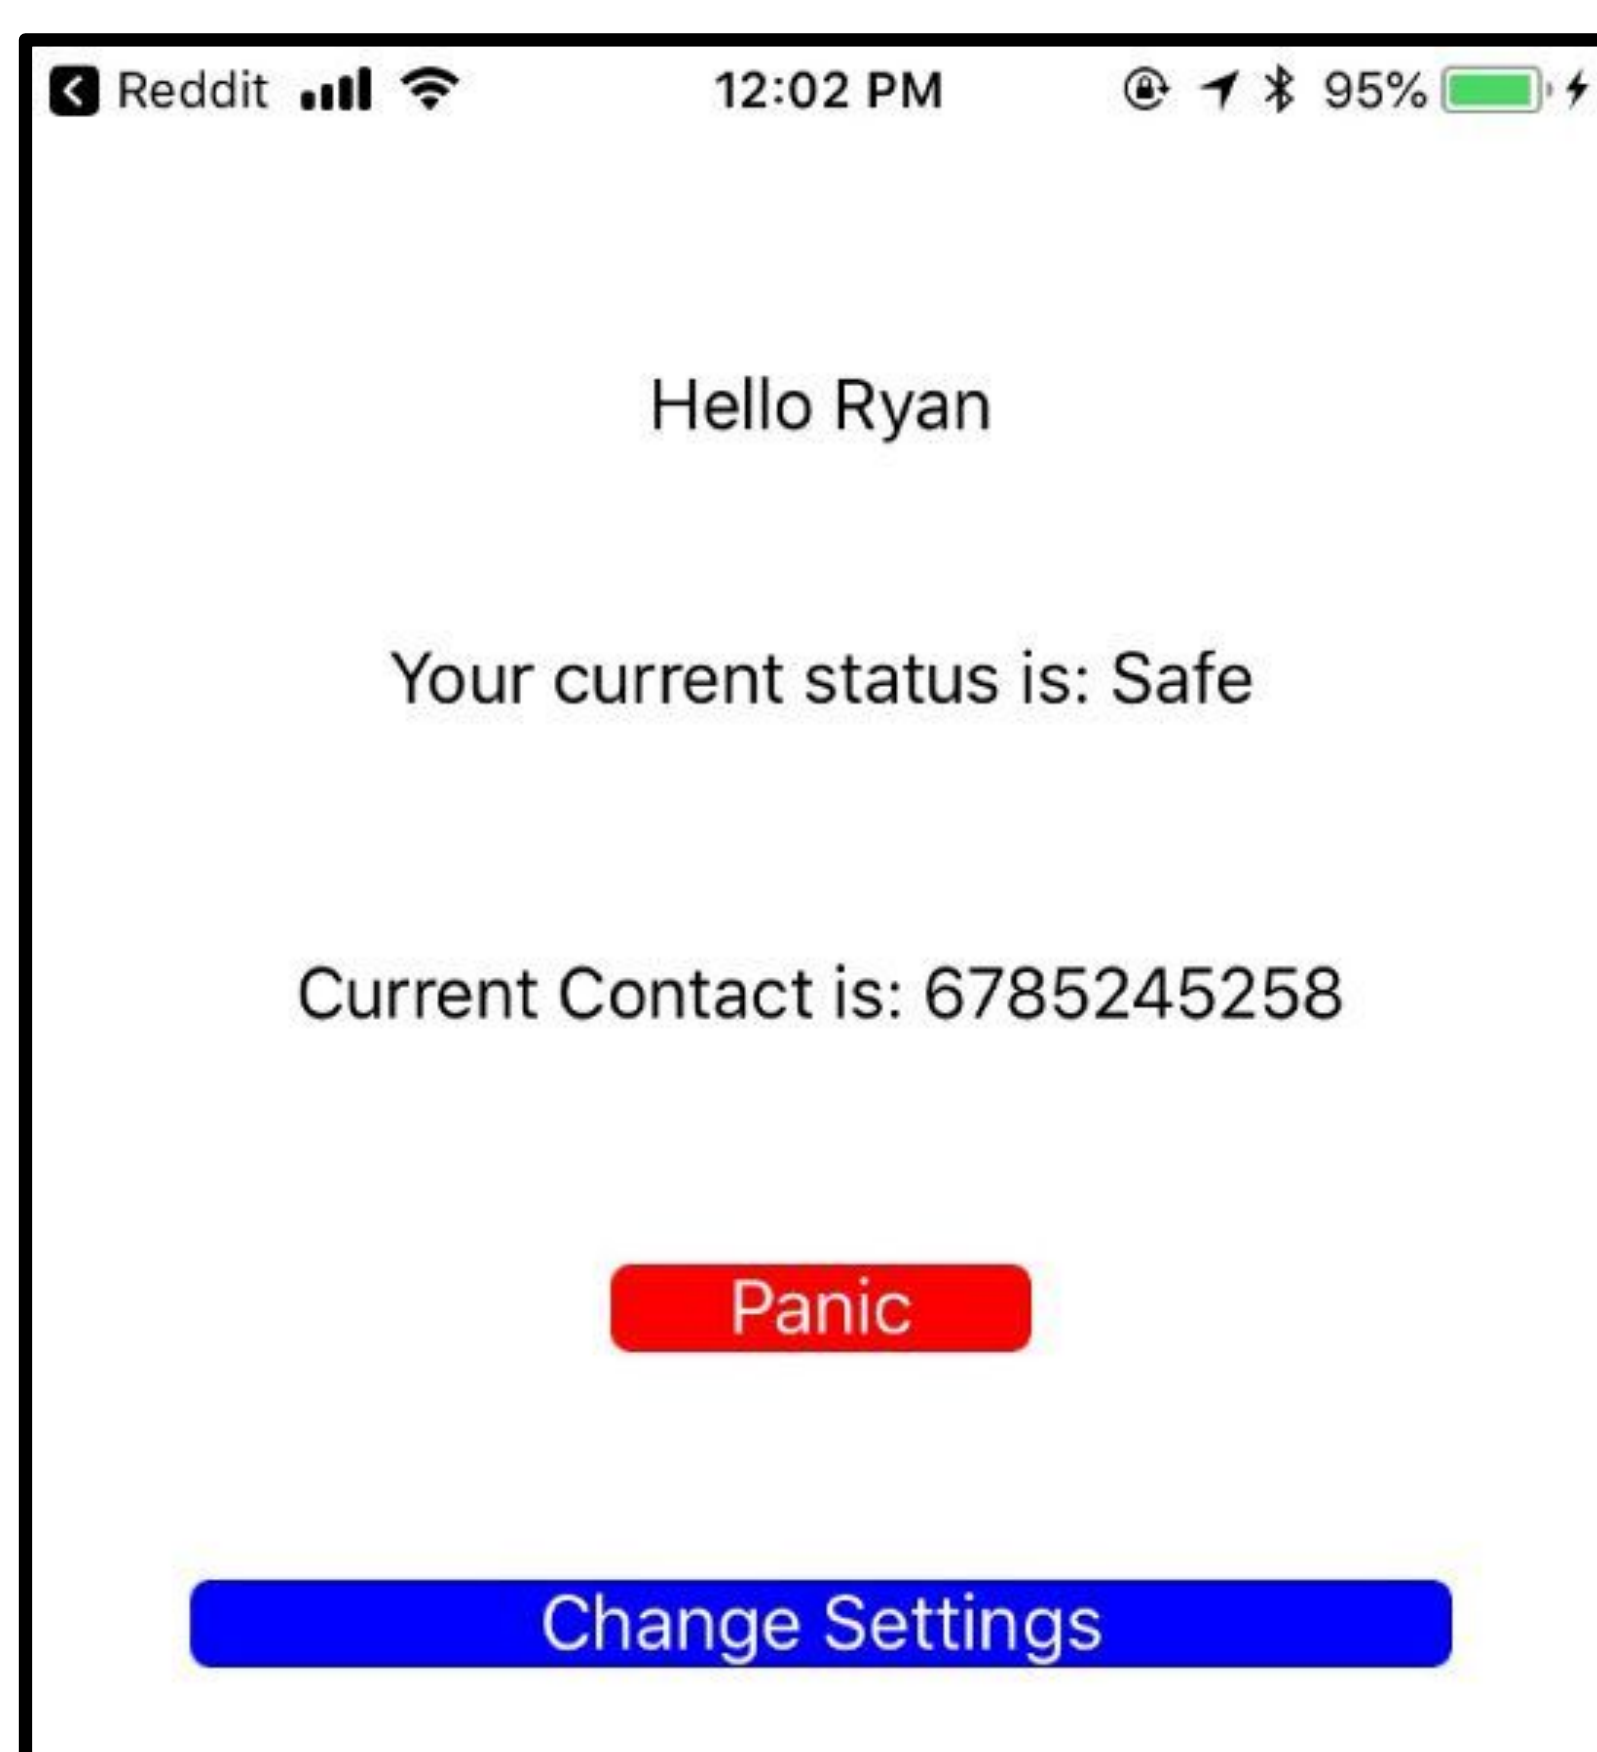 Reddit 12:02 PM 95%
Hello Ryan
Your current status is: Safe
Current Contact is: 6785245258
Panic
Change Settings